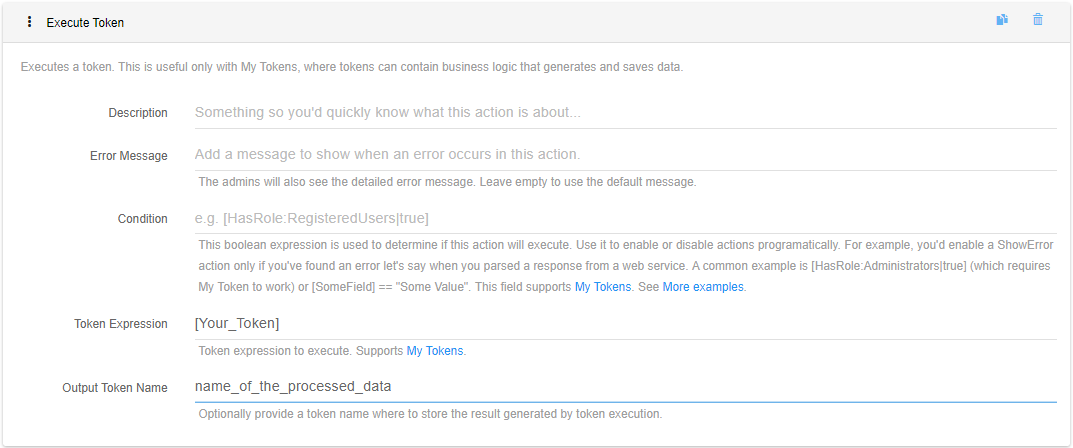 Execute Token
Executes a token. This is useful only with My Tokens, where tokens can contain business logic that generates and saves data.
Description
Something so you'd quickly know what this action is about...
Error Message
Add a message to show when an error occurs in this action.
The admins will also see the detailed error message. Leave empty to use the default message.
Condition
e.g. [HasRole:RegisteredUsers|true]
This boolean expression is used to determine if this action will execute. Use it to enable or disable actions programatically. For example, you'd enable a ShowError
action only if you've found an error let's say when you parsed a response from a web service. A common example is [HasRole:Administrators|true] (which requires
My Token to work) or [SomeField] == "Some Value". This field supports My Tokens. See More examples.
Token Expression
[Your_Token]
Token expression to execute. Supports My Tokens.
Output Token Name
name_of_the_processed_data
Optionally provide a token name where to store the result generated by token execution.